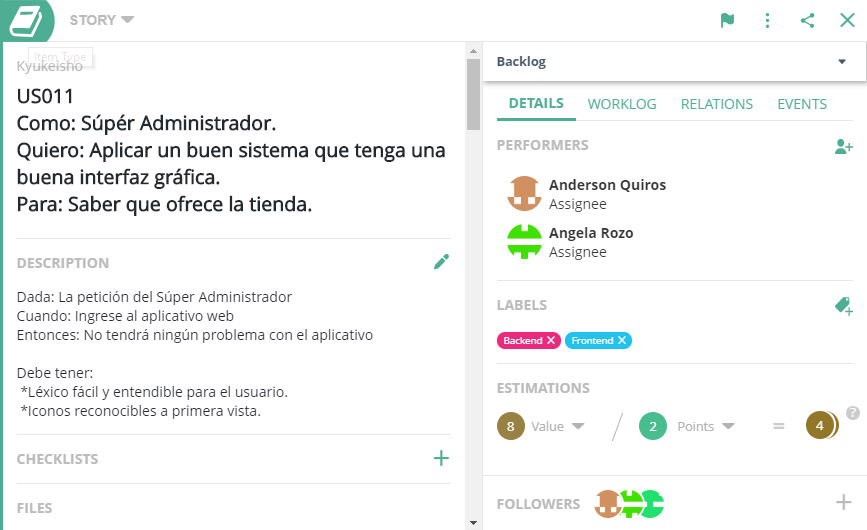 STORY
Item Type
Kyukeisho
US011
Como: Súpér Administrador.
Quiero: Aplicar un buen sistema que tenga una
buena interfaz gráfica.
Para: Saber que ofrece la tienda.
DESCRIPTION
Dada: La petición del Súper Administrador
Cuando: Ingrese al aplicativo web
Entonces: No tendrá ningún problema con el aplicativo
Debe tener:
*Léxico fácil y entendible para el usuario.
*Iconos reconocibles a primera vista.
CHECKLISTS
FILES
Backlog
DETAILS WORKLOG RELATIONS EVENTS
PERFORMERS
Anderson Quiros
Assignee
Angela Rozo
Assignee
LABELS
Backend Frontend
ESTIMATIONS
8 Value / 2 Points = 4 ?
FOLLOWERS